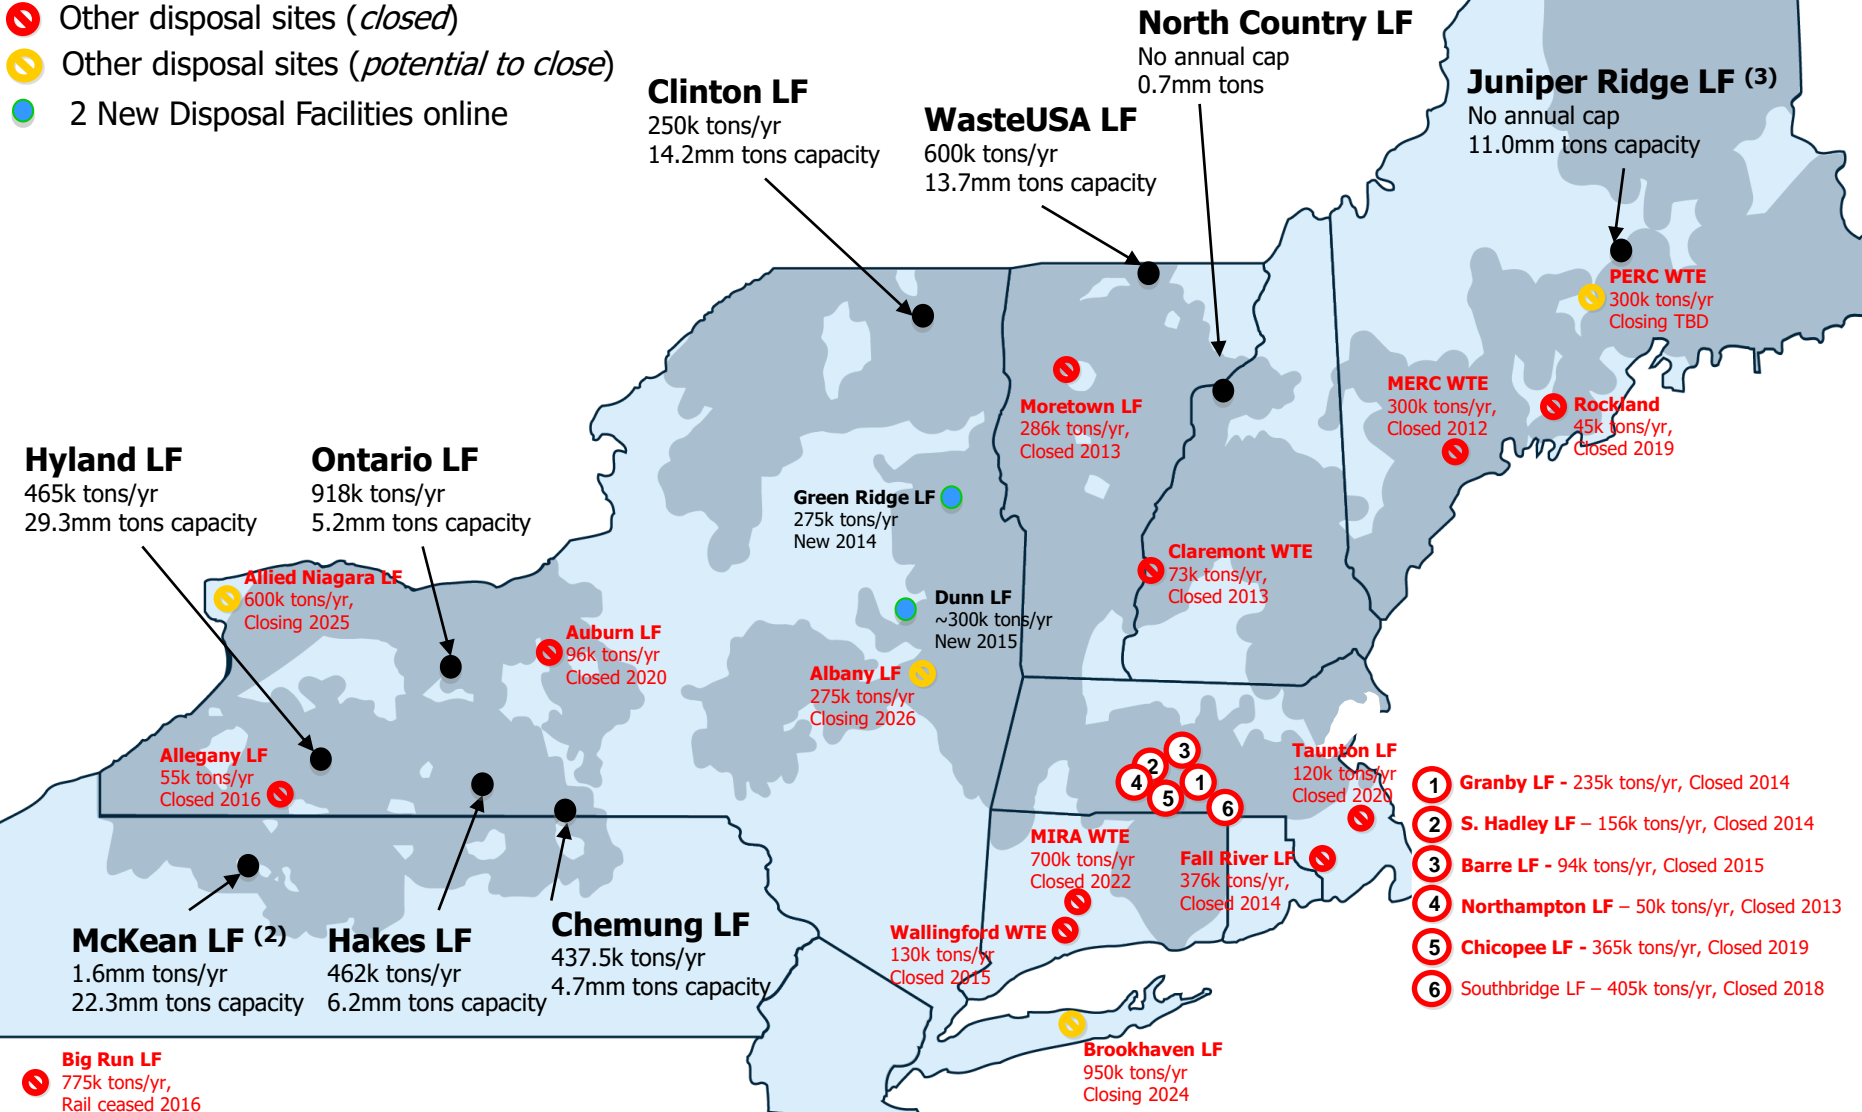 Other disposal sites (closed)
Other disposal sites (potential to close)
2 New Disposal Facilities online
North Country LF
No annual cap
0.7mm tons
Clinton LF
250k tons/yr
14.2mm tons capacity
WasteUSA LF
600k tons/yr
13.7mm tons capacity
Juniper Ridge LF (3)
No annual cap
11.0mm tons capacity
PERC WTE
300k tons/yr
Closing TBD
MERC WTE
300k tons/yr,
Closed 2012
Rockland
45k tons/yr,
Closed 2019
Moretown LF
286k tons/yr,
Closed 2013
Hyland LF
465k tons/yr
29.3mm tons capacity
Ontario LF
918k tons/yr
5.2mm tons capacity
Green Ridge LF
275k tons/yr
New 2014
Claremont WTE
73k tons/yr,
Closed 2013
Allied Niagara LF
600k tons/yr,
Closing 2025
Dunn LF
~300k tons/yr
New 2015
Auburn LF
96k tons/yr
Closed 2020
Albany LF
275k tons/yr
Closing 2026
Allegany LF
55k tons/yr
Closed 2016
3
2
4
1
5
6
Taunton LF
120k tons/yr
Closed 2020
MIRA WTE
700k tons/yr
Closed 2022
Fall River LF
376k tons/yr,
Closed 2014
Wallingford WTE
130k tons/yr
Closed 2015
1 Granby LF - 235k tons/yr, Closed 2014
2 S. Hadley LF – 156k tons/yr, Closed 2014
3 Barre LF - 94k tons/yr, Closed 2015
4 Northampton LF – 50k tons/yr, Closed 2013
5 Chicopee LF - 365k tons/yr, Closed 2019
6 Southbridge LF – 405k tons/yr, Closed 2018
McKean LF (2)
1.6mm tons/yr
22.3mm tons capacity
Hakes LF
462k tons/yr
6.2mm tons capacity
Chemung LF
437.5k tons/yr
4.7mm tons capacity
Brookhaven LF
950k tons/yr
Closing 2024
Big Run LF
775k tons/yr,
Rail ceased 2016